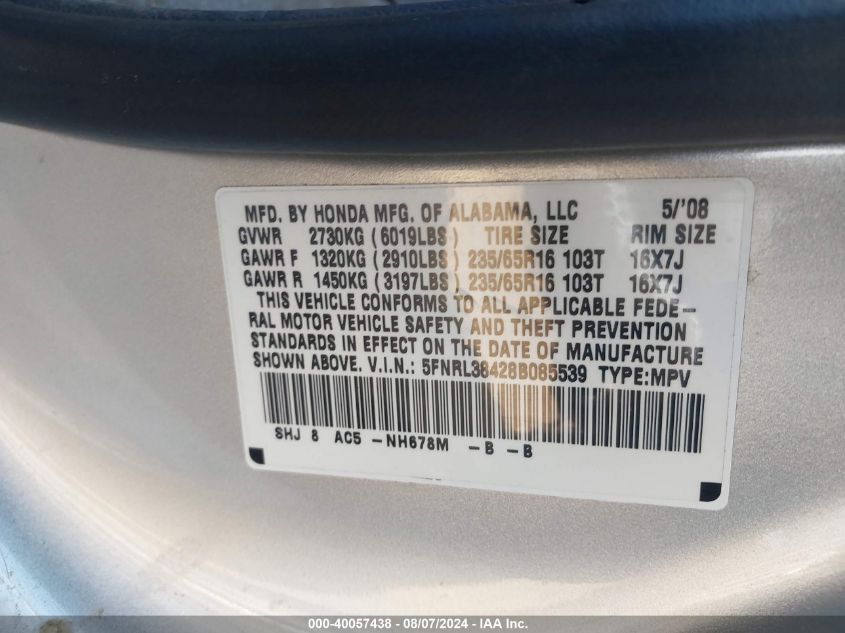 MFD. BY HONDA MFG. OF ALABAMA, LLC 5/'08
GVWR 2730KG (6019LBS) TIRE SIZE RIM SIZE
GAWR F 1320KG (2910LBS) 235/65R16 103T 16X7J
GAWR R 1450KG (3197LBS) 235/65R16 103T 16X7J
THIS VEHICLE CONFORMS TO ALL APPLICABLE FEDE–
RAL MOTOR VEHICLE SAFETY AND THEFT PREVENTION
STANDARDS IN EFFECT ON THE DATE OF MANUFACTURE
SHOWN ABOVE. V.I.N.: 5FNRL38428B085539 TYPE:MPV
SHJ 8 AC5 –NH678M –B –B
000-40057438 - 08/07/2024 - IAA Inc.